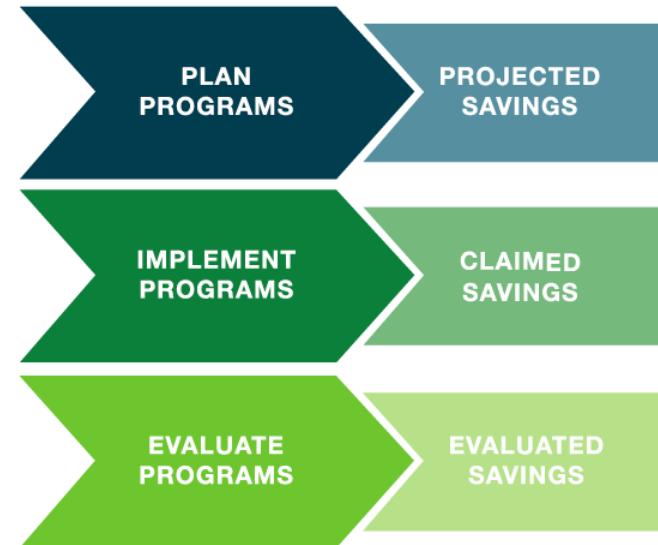 PLAN
PROGRAMS
PROJECTED
SAVINGS
IMPLEMENT
PROGRAMS
CLAIMED
SAVINGS
EVALUATE
PROGRAMS
EVALUATED
SAVINGS